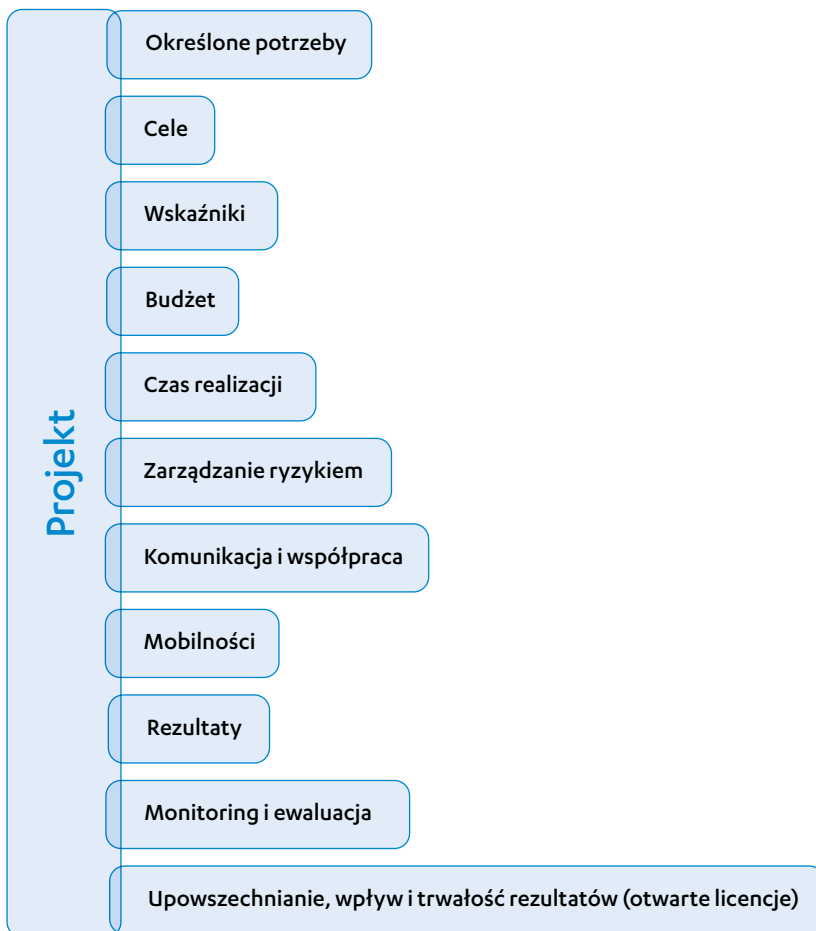 Projekt
Określone potrzeby
Cele
Wskaźniki
Budżet
Czas realizacji
Zarządzanie ryzykiem
Komunikacja i współpraca
Mobilności
Rezultaty
Monitoring i ewaluacja
Upowszechnianie, wpływ i trwałość rezultatów (otwarte licencje)